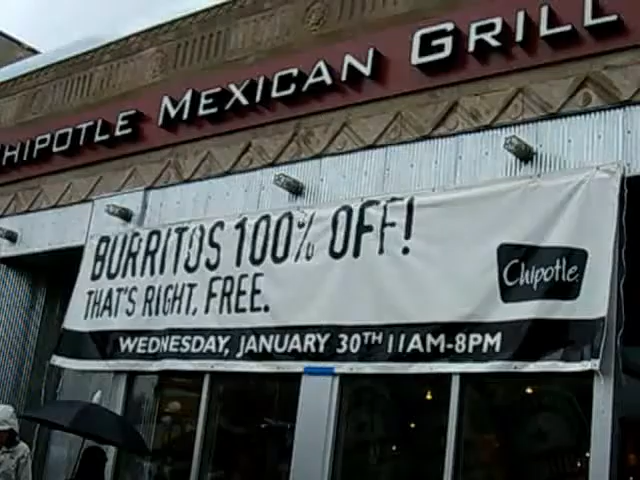 CHIPOTLE MEXICAN GRILL
BURRITOS 100% OFF!
THAT'S RIGHT, FREE.
Chipotle.
WEDNESDAY, JANUARY 30TH 11AM-8PM